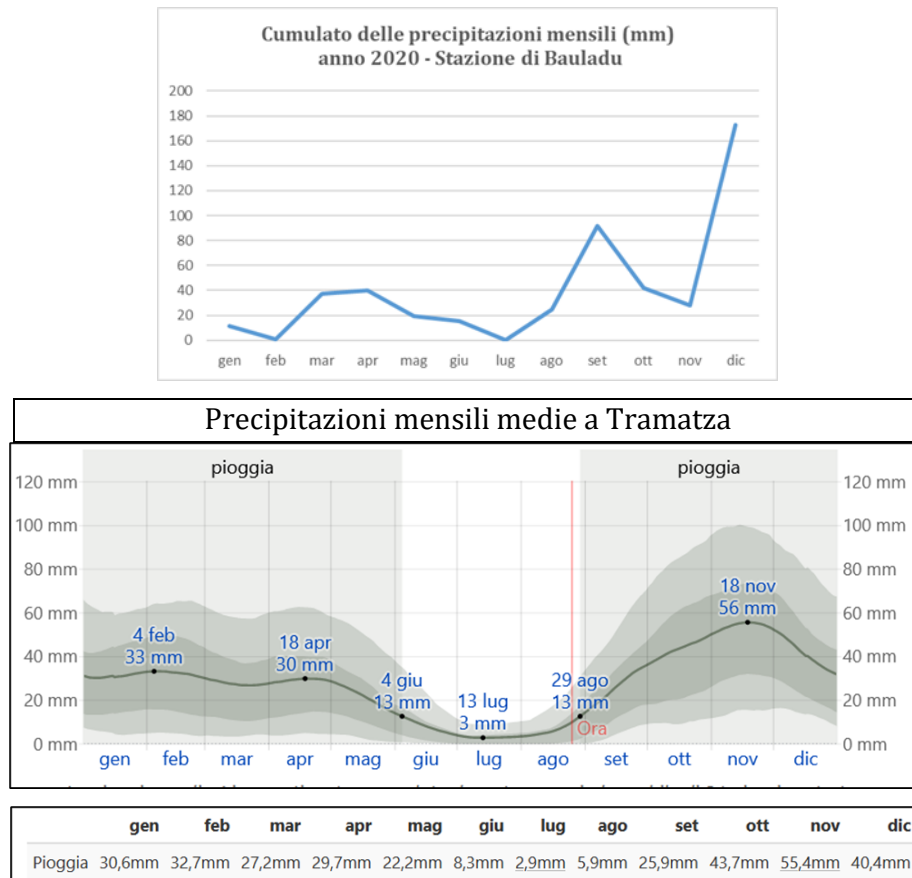 Cumulato delle precipitazioni mensili (mm)
anno 2020 - Stazione di Bauladu
200
180
160
140
120
100
80
60
40
20
0
gen feb mar apr mag giu lug ago set ott nov dic
Precipitazioni mensili medie a Tramatza
pioggia pioggia
120 mm 120 mm
100 mm 100 mm
80 mm 80 mm
60 mm 60 mm
40 mm 40 mm
20 mm 20 mm
0 mm 0 mm
4 feb
33 mm
18 apr
30 mm
4 giu
13 mm
13 lug
3 mm
29 ago
13 mm
Ora
18 nov
56 mm
gen feb mar apr mag giu lug ago set ott nov dic
gen feb mar apr mag giu lug ago set ott nov dic
Pioggia 30,6mm 32,7mm 27,2mm 29,7mm 22,2mm 8,3mm 2,9mm 5,9mm 25,9mm 43,7mm 55,4mm 40,4mm